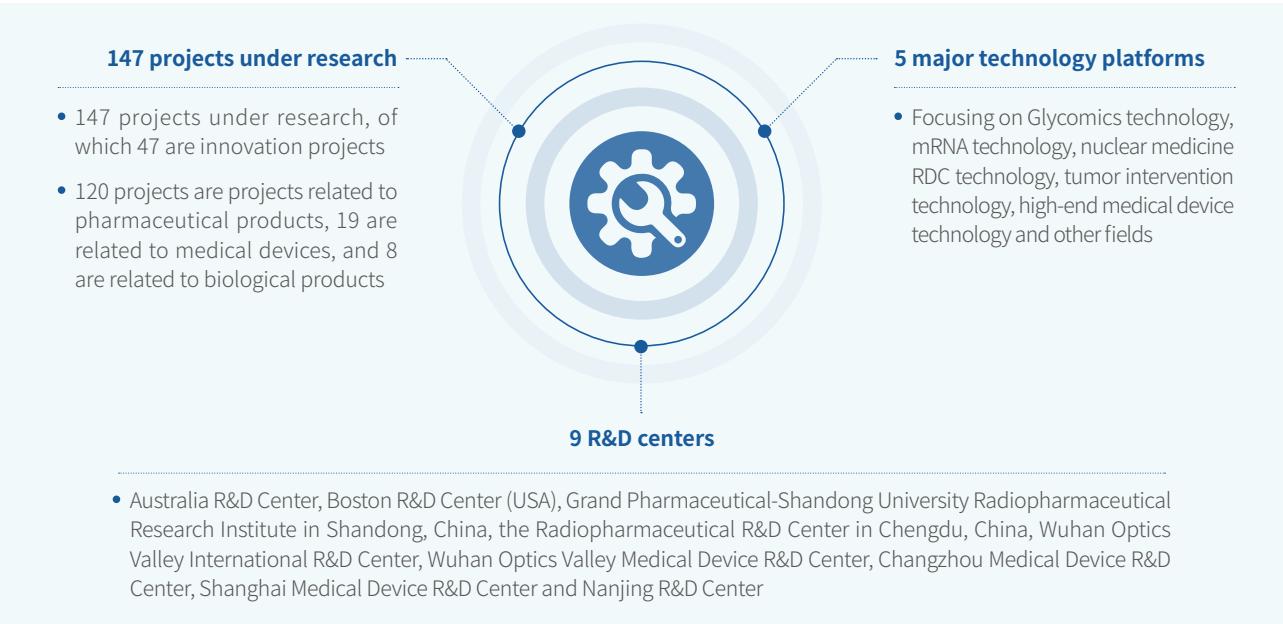 147 projects under research
• 147 projects under research, of
which 47 are innovation projects
• 120 projects are projects related to
pharmaceutical products, 19 are
related to medical devices, and 8
are related to biological products
5 major technology platforms
• Focusing on Glycomics technology,
mRNA technology, nuclear medicine
RDC technology, tumor intervention
technology, high-end medical device
technology and other fields
9 R&D centers
• Australia R&D Center, Boston R&D Center (USA), Grand Pharmaceutical-Shandong University Radiopharmaceutical
Research Institute in Shandong, China, the Radiopharmaceutical R&D Center in Chengdu, China, Wuhan Optics
Valley International R&D Center, Wuhan Optics Valley Medical Device R&D Center, Changzhou Medical Device R&D
Center, Shanghai Medical Device R&D Center and Nanjing R&D Center